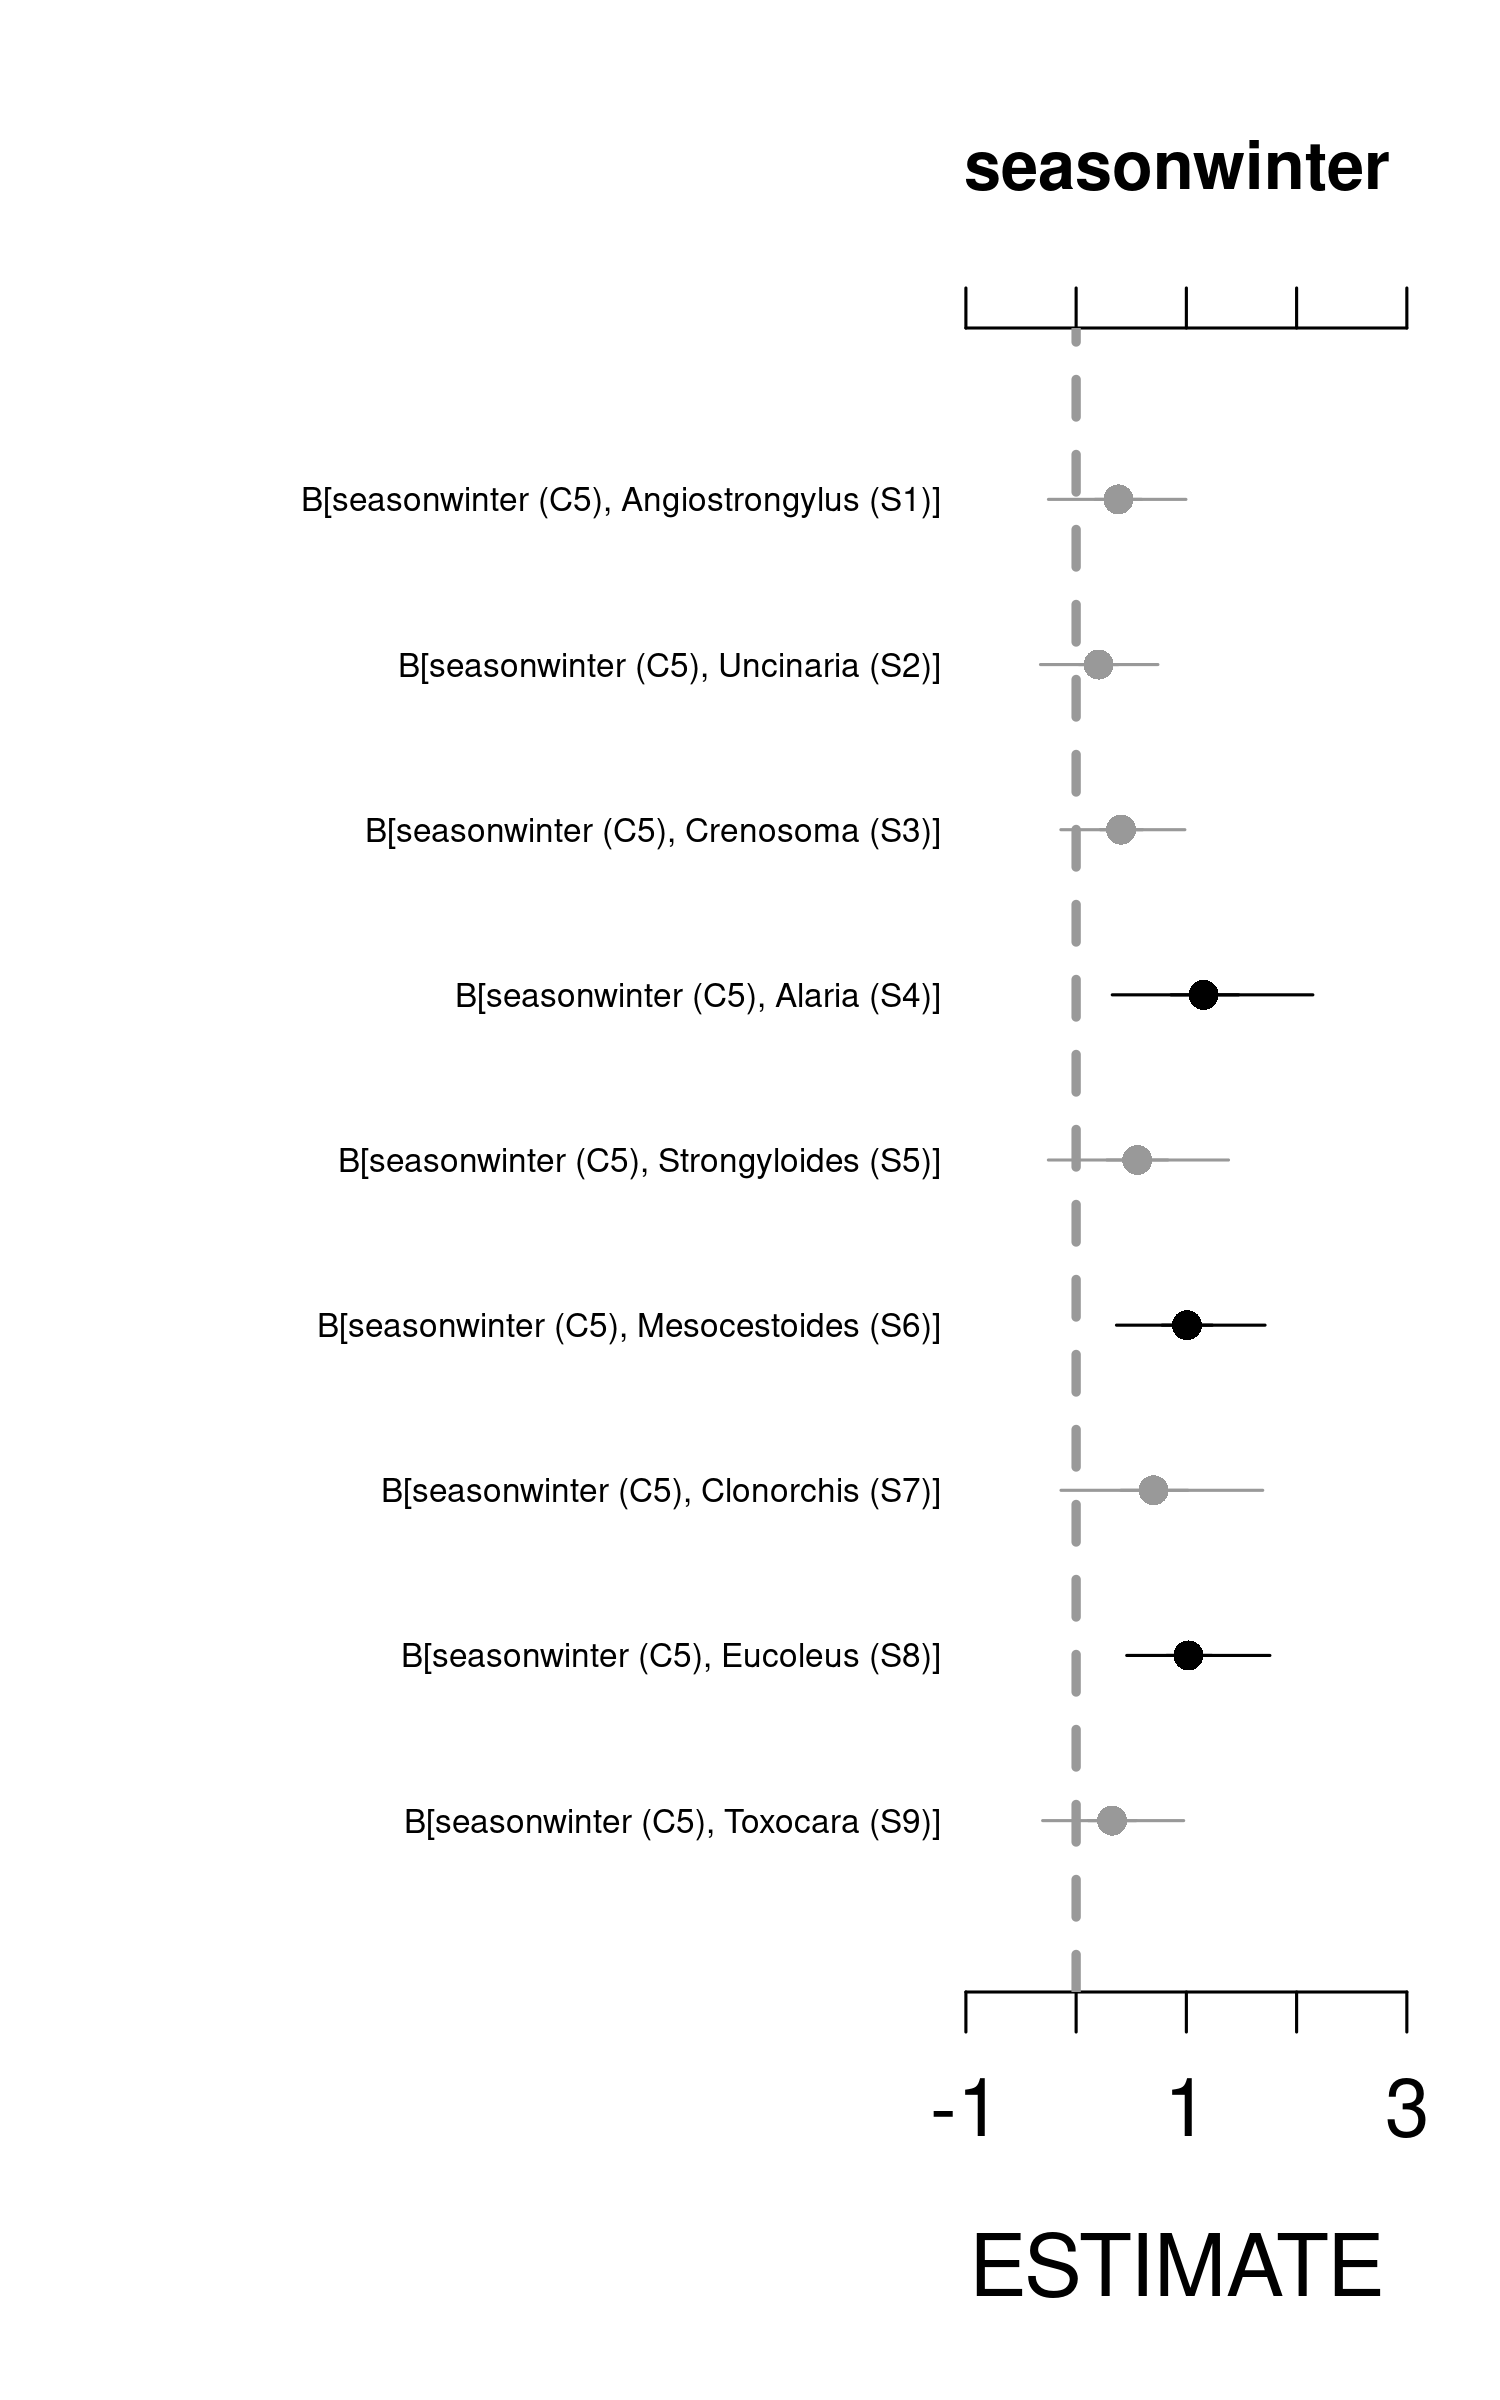 seasonwinter
B[seasonwinter (C5), Angiostrongylus (S1)]
B[seasonwinter (C5), Uncinaria (S2)]
B[seasonwinter (C5), Crenosoma (S3)]
B[seasonwinter (C5), Alaria (S4)]
B[seasonwinter (C5), Strongyloides (S5)]
B[seasonwinter (C5), Mesocestoides (S6)]
B[seasonwinter (C5), Clonorchis (S7)]
B[seasonwinter (C5), Eucoleus (S8)]
B[seasonwinter (C5), Toxocara (S9)]
-1 1 3
ESTIMATE